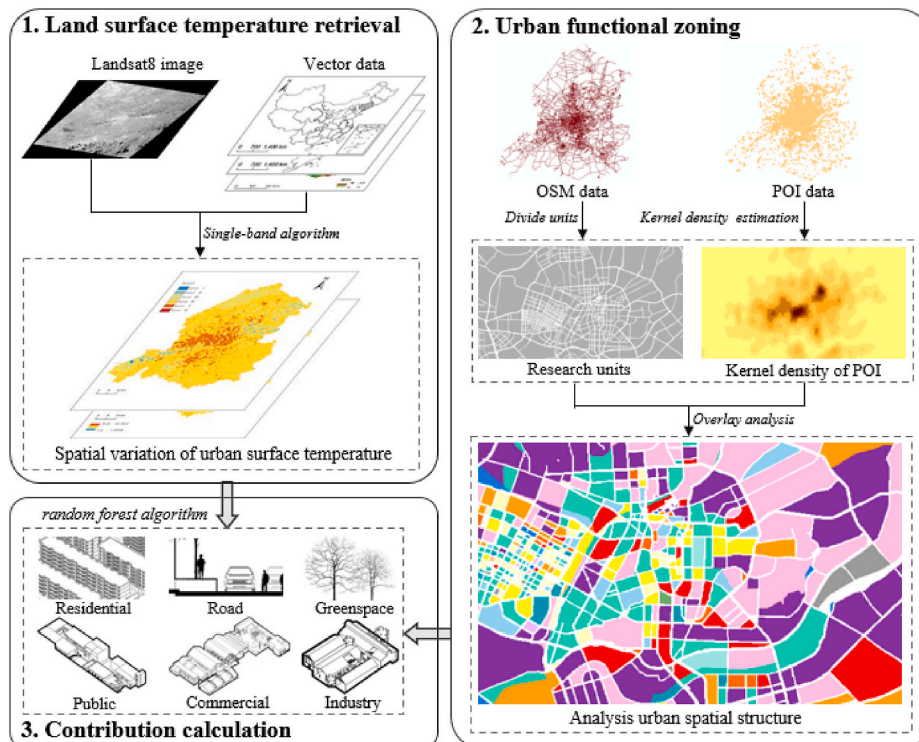 1. Land surface temperature retrieval
Landsat8 image
Vector data
Single-band algorithm
Spatial variation of urban surface temperature
2. Urban functional zoning
OSM data
POI data
Divide units
Kernel density estimation
Research units
Kernel density of POI
Overlay analysis
Analysis urban spatial structure
random forest algorithm
Residential
Road
Greenspace
Public
Commercial
Industry
3. Contribution calculation